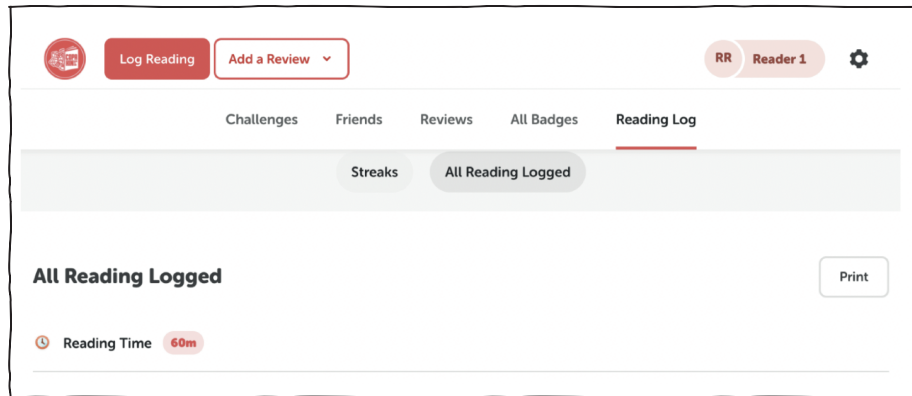 Log Reading Add a Review RR Reader 1
Challenges Friends Reviews All Badges Reading Log
Streaks All Reading Logged
All Reading Logged Print
Reading Time 60m